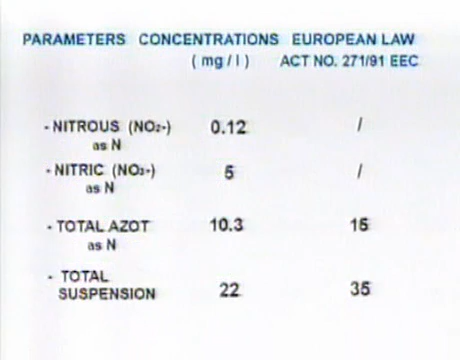 PARAMETERS CONCENTRATIONS EUROPEAN LAW
(mg/l) ACT NO. 271/91 EEC
- NITROUS (NO2-) 0.12 /
as N
- NITRIC (NO3-) 5 /
as N
- TOTAL AZOT 10.3 15
as N
- TOTAL
SUSPENSION 22 35